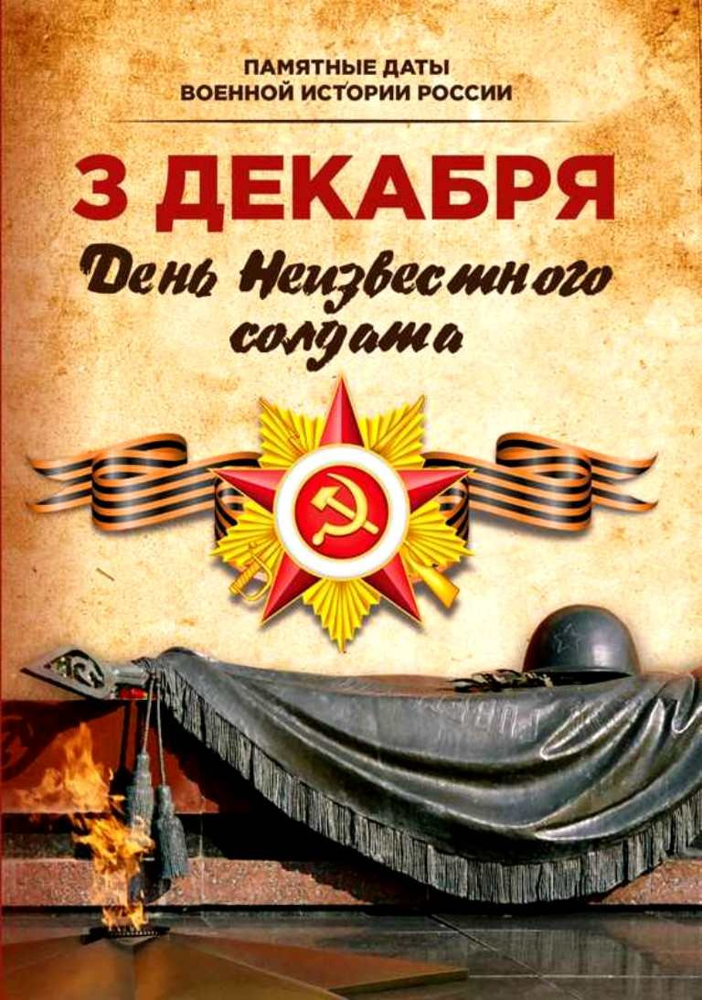 ПАМЯТНЫЕ ДАТЫ
ВОЕННОЙ ИСТОРИИ РОССИИ
3 ДЕКАБРЯ
День Неизвестного
солдата